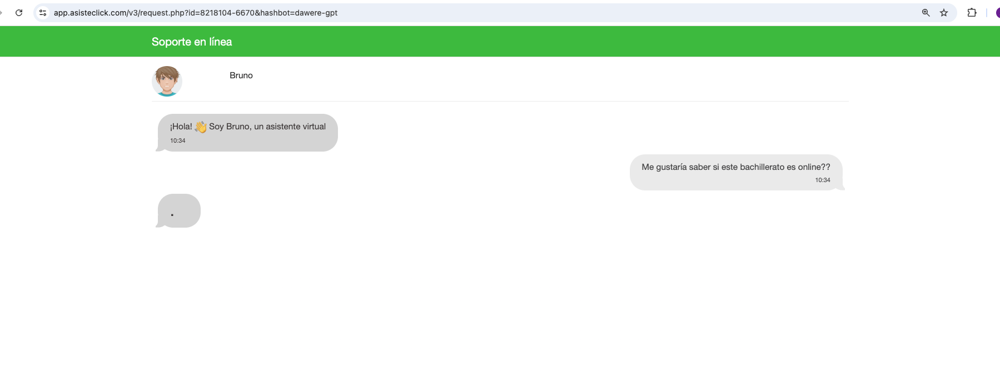 app.asisteclick.com/v3/request.php?id=8218104-6670&hashbot=dawere-gpt
Soporte en línea
Bruno
¡Hola! 👋 Soy Bruno, un asistente virtual
10:34
Me gustaría saber si este bachillerato es online??
10:34
.